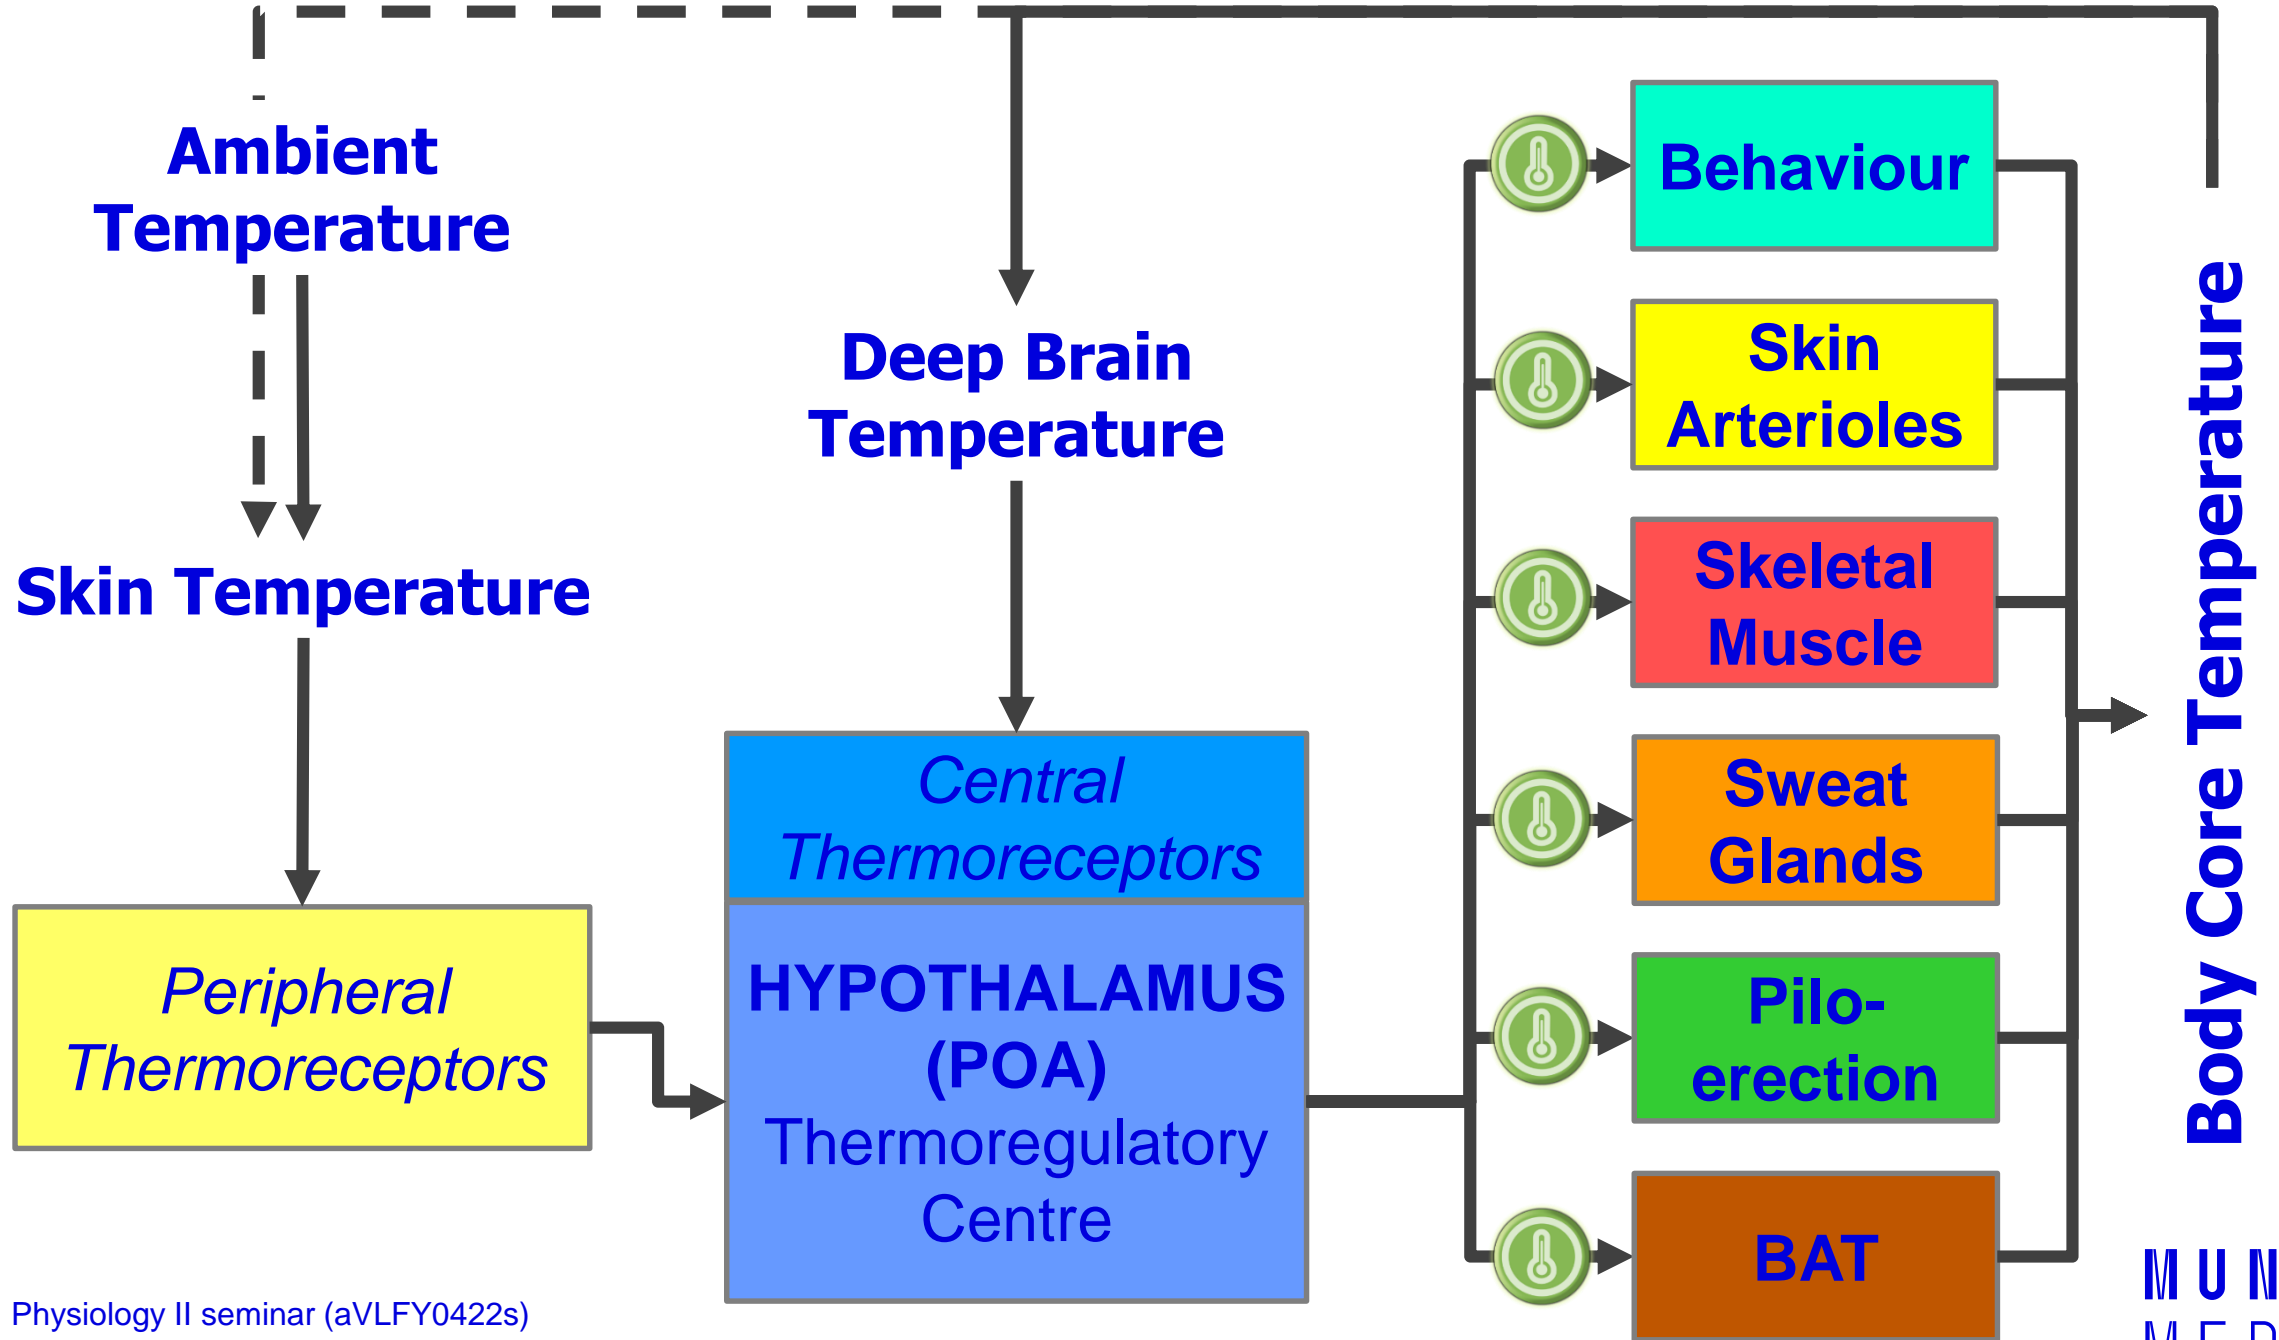 Ambient
Temperature
Skin Temperature
Peripheral
Thermoreceptors
Deep Brain
Temperature
Central
Thermoreceptors
HYPOTHALAMUS
(POA)
Thermoregulatory
Centre
Behaviour
Skin
Arterioles
Skeletal
Muscle
Sweat
Glands
Pilo-
erection
BAT
Body Core Temperature
Physiology II seminar (aVLFY0422s)
MUN
MED